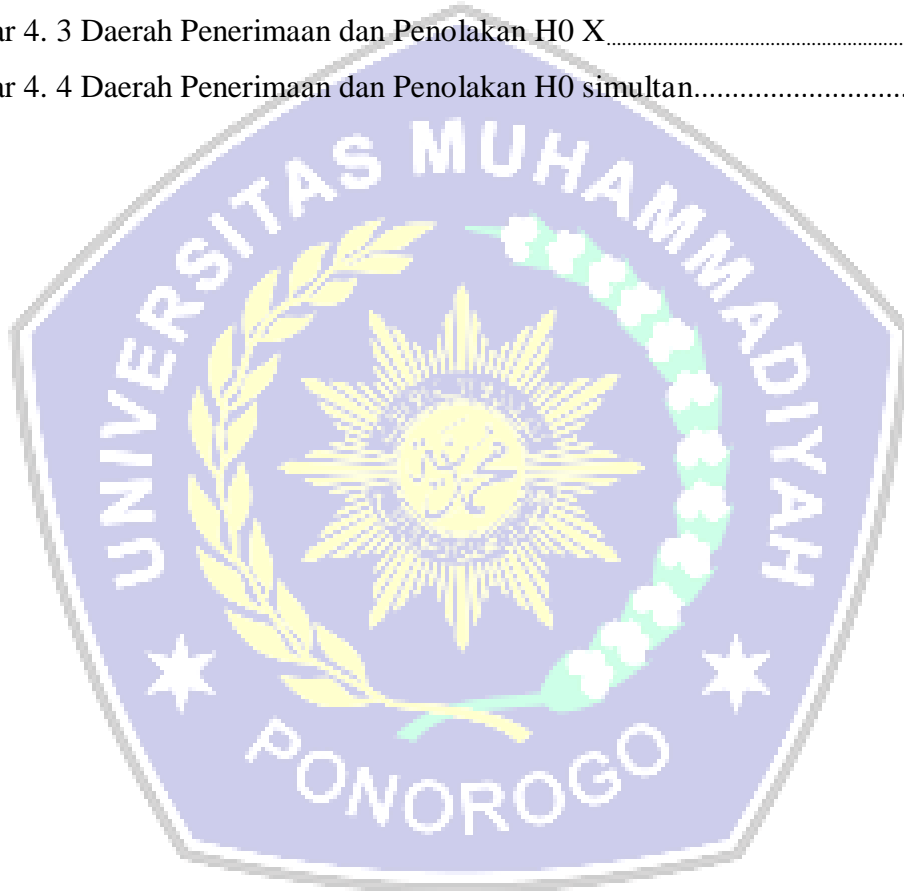 ar 4. 3 Daerah Penerimaan dan Penolakan H0 X........................................................
ar 4. 4 Daerah Penerimaan dan Penolakan H0 simultan............................
UNIVERSITAS MUHAMMADIYAH
PONOROGO